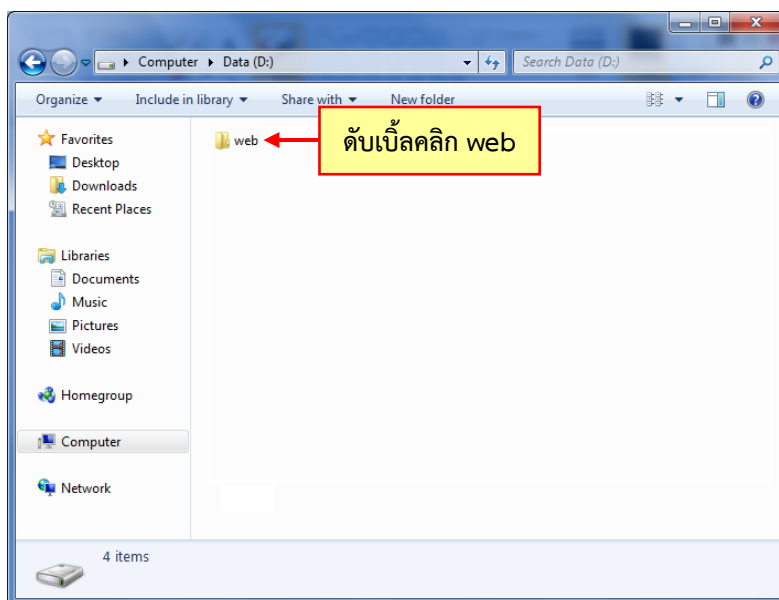 Computer ▸ Data (D:)
Search Data (D:)
Organize ▾ Include in library ▾ Share with ▾ New folder
Favorites
Desktop
Downloads
Recent Places
Libraries
Documents
Music
Pictures
Videos
Homegroup
Computer
Network
web
ดับเบิ้ลคลิก web
4 items